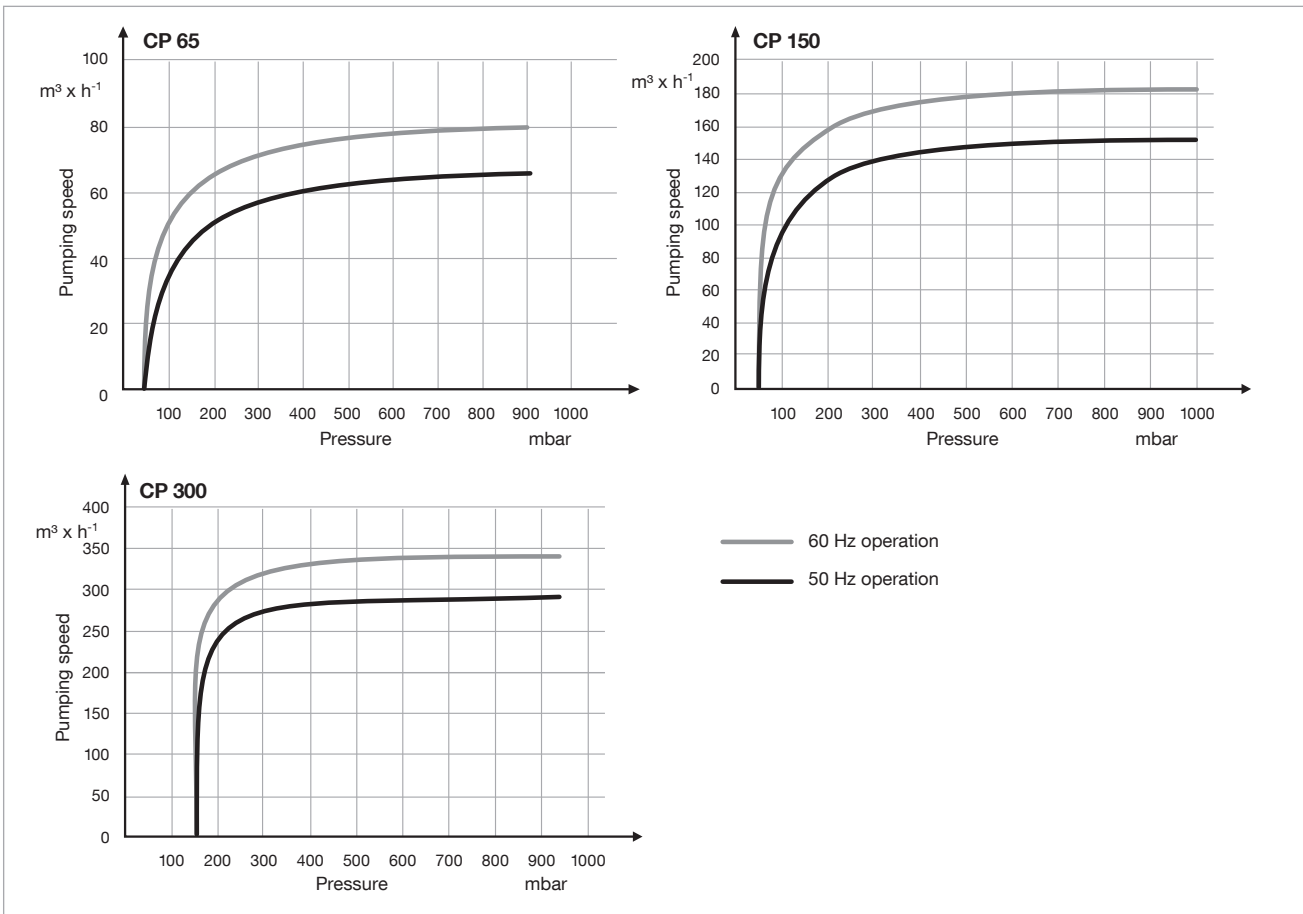 CP 65
100
m³ x h⁻¹
80
60
40
20
0
Pumping speed
100 200 300 400 500 600 700 800 900 1000
Pressure mbar
CP 150
200
m³ x h⁻¹
180
160
140
120
100
80
60
40
20
0
Pumping speed
100 200 300 400 500 600 700 800 900 1000
Pressure mbar
CP 300
400
m³ x h⁻¹
350
300
250
200
150
100
50
0
Pumping speed
100 200 300 400 500 600 700 800 900 1000
Pressure mbar
60 Hz operation
50 Hz operation